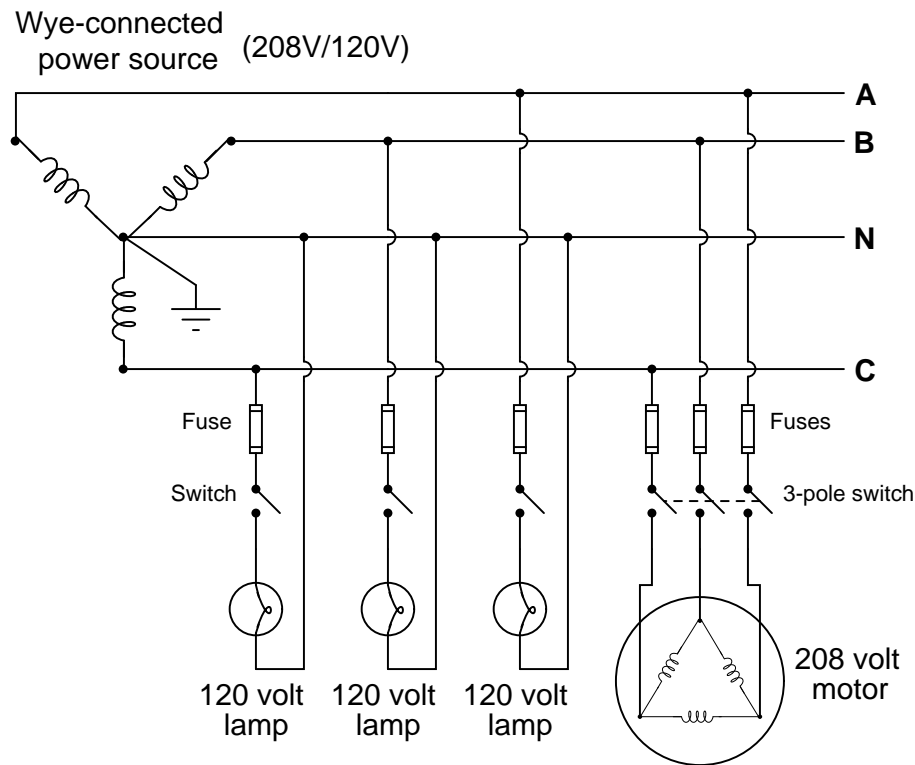 Wye-connected
power source (208V/120V)
A
B
N
C
Fuse
Fuses
Switch
3-pole switch
120 volt
lamp
120 volt
lamp
120 volt
lamp
208 volt
motor